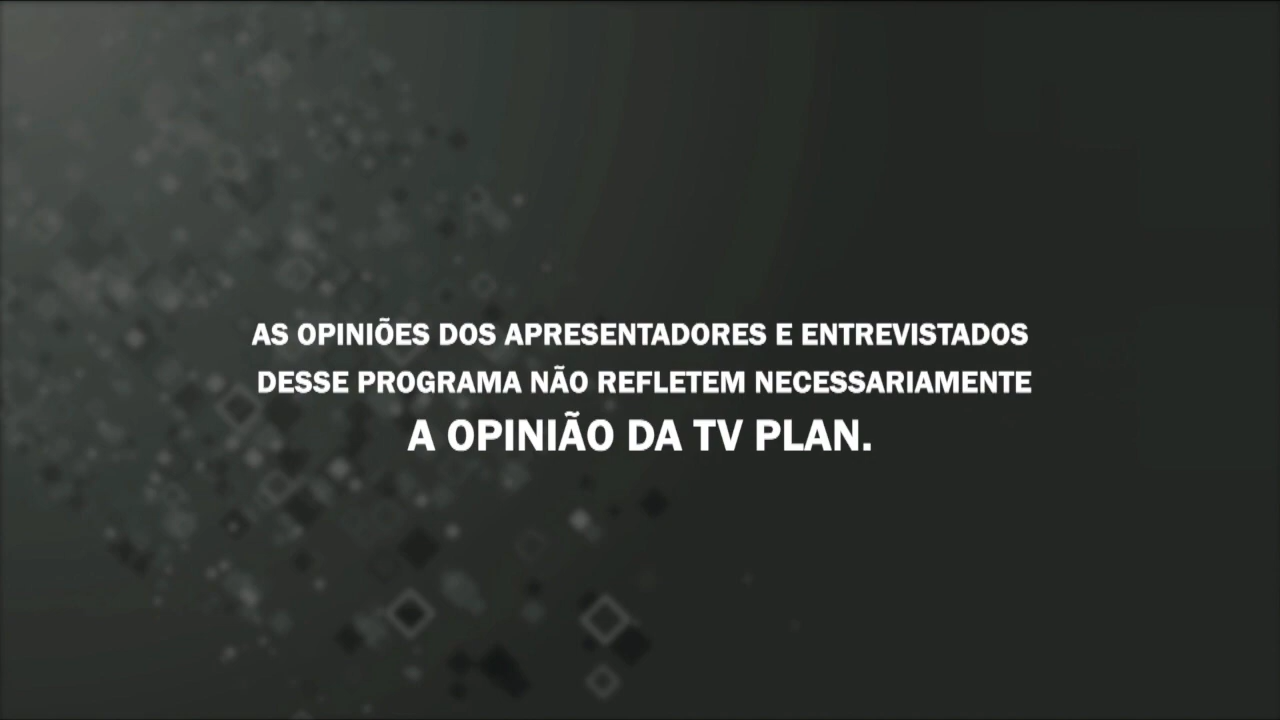 AS OPINIÕES DOS APRESENTADORES E ENTREVISTADOS
DESSE PROGRAMA NÃO REFLETEM NECESSARIAMENTE
A OPINIÃO DA TV PLAN.